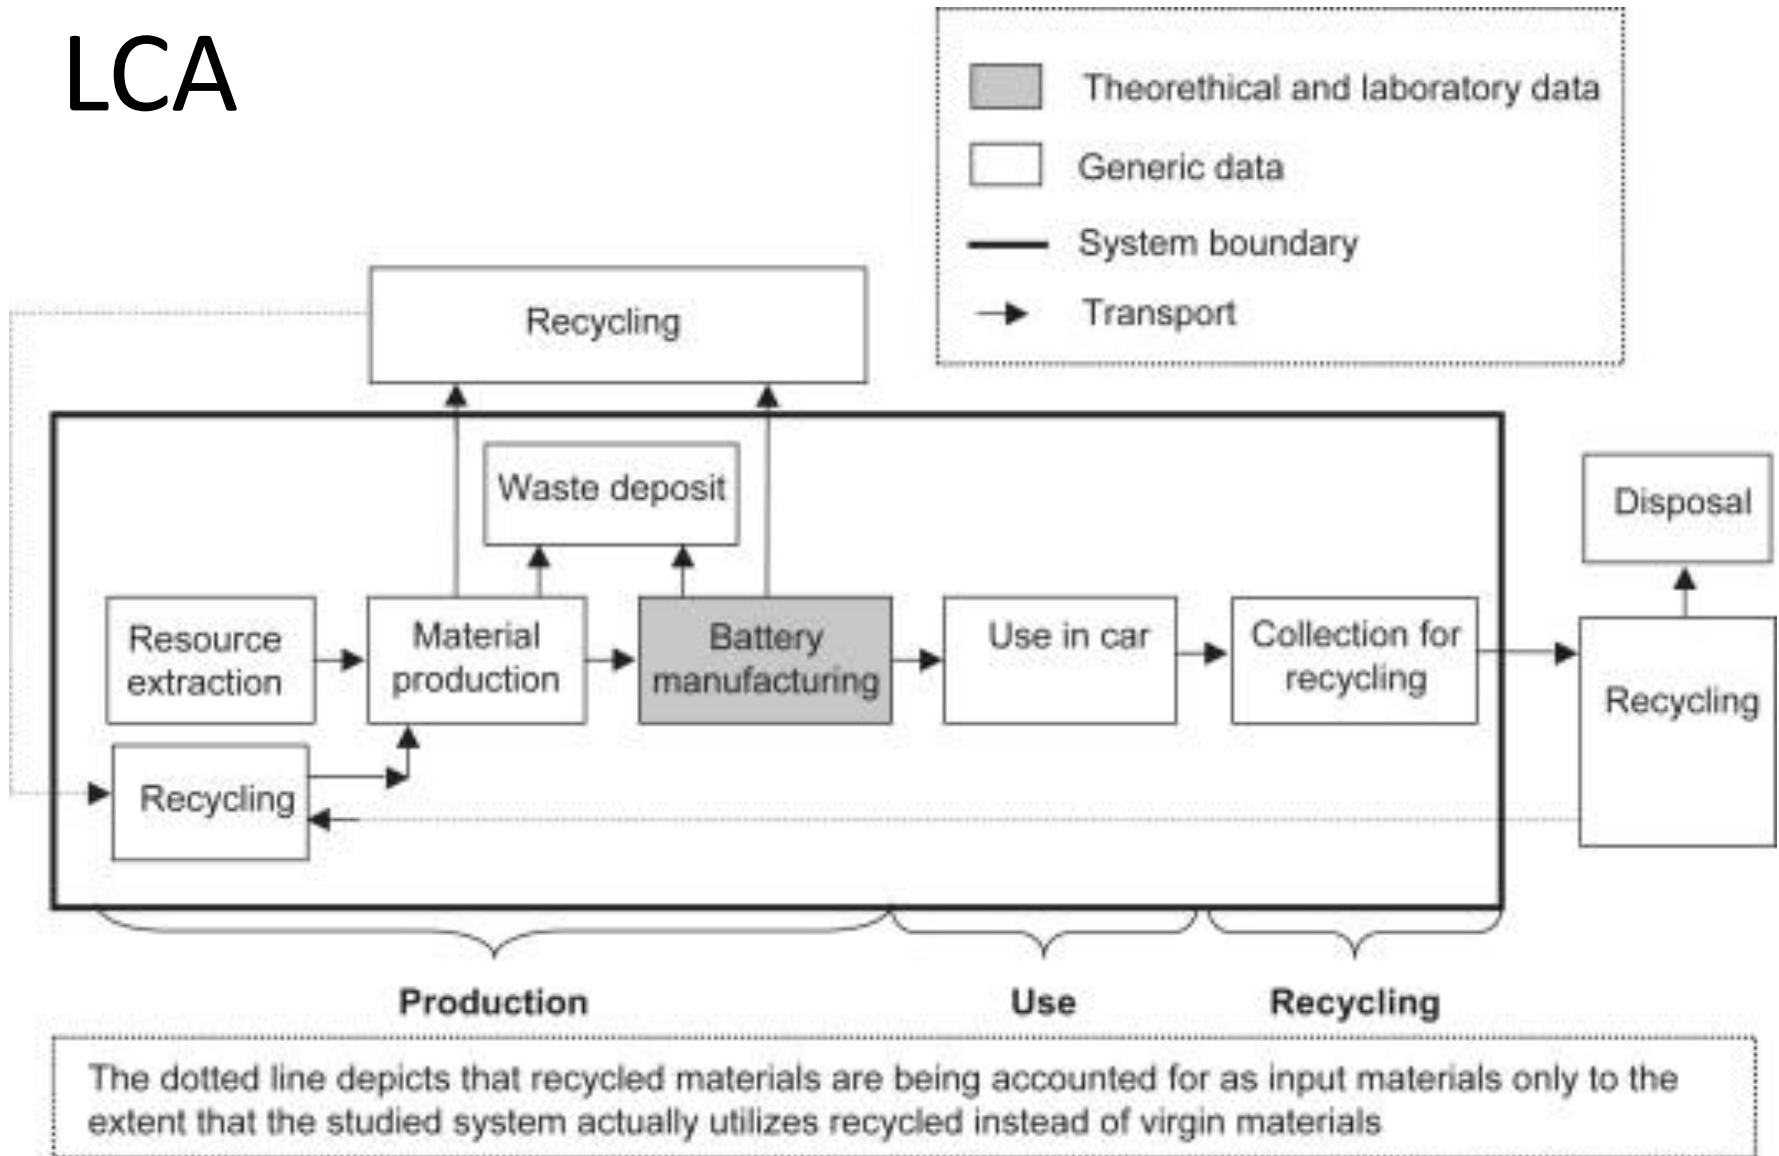 LCA
Theorethical and laboratory data
Generic data
System boundary
Transport
Recycling
Waste deposit
Disposal
Resource
extraction
Material
production
Battery
manufacturing
Use in car
Collection for
recycling
Recycling
Recycling
Production
Use
Recycling
The dotted line depicts that recycled materials are being accounted for as input materials only to the
extent that the studied system actually utilizes recycled instead of virgin materials